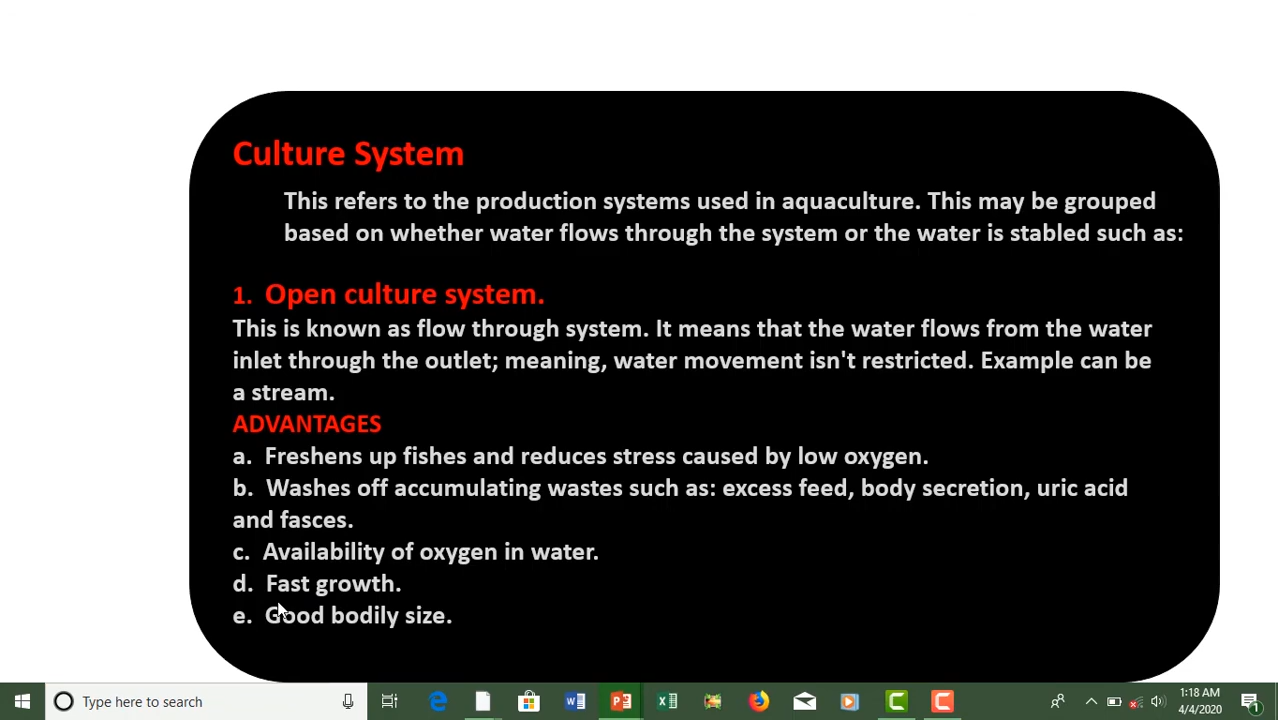 Culture System
This refers to the production systems used in aquaculture. This may be grouped
based on whether water flows through the system or the water is stabled such as:
1. Open culture system.
This is known as flow through system. It means that the water flows from the water
inlet through the outlet; meaning, water movement isn't restricted. Example can be
a stream.
ADVANTAGES
a. Freshens up fishes and reduces stress caused by low oxygen.
b. Washes off accumulating wastes such as: excess feed, body secretion, uric acid
and fasces.
c. Availability of oxygen in water.
d. Fast growth.
e. Good bodily size.
Type here to search
1:18 AM
4/4/2020
1